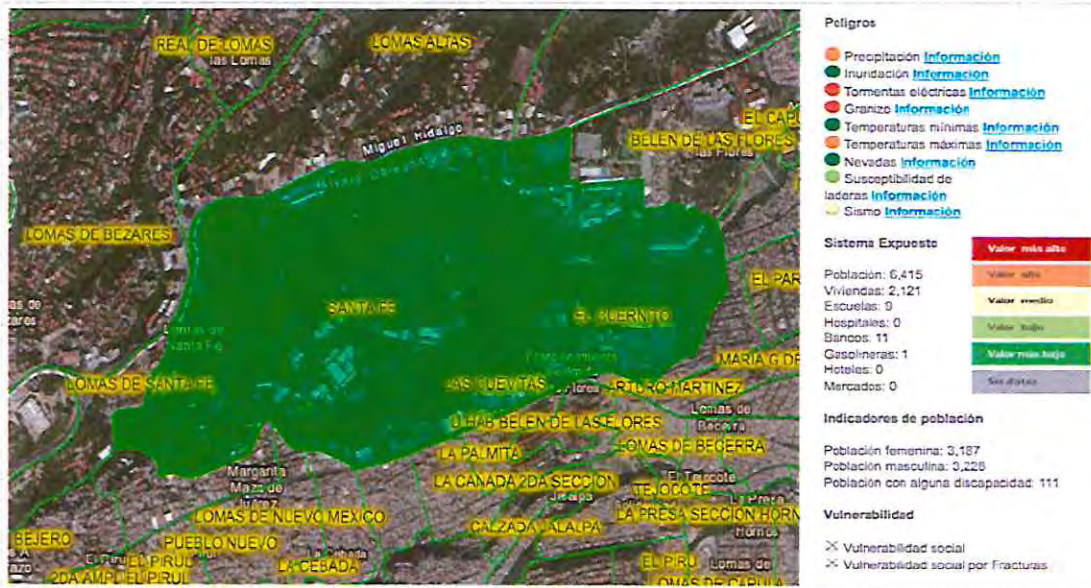 REAL DE LOMAS
las Lomas
LOMAS ALTAS
Miguel Hidalgo
BELEN DE LAS FLORES
las Flores
LOMAS DE BEZARES
SANTA FE
EL CUERNITO
Lomas de
Santa Fe
LOMAS DE SANTA FE
LAS CUEVITAS
ARTURO MARTINEZ
MARIA G DE
EL PAR
Lomas de
Becerra
U HAB BELEN DE LAS FLORES
LA PALMITA
LOMAS DE BECERRA
Margarita
Maza de
Juárez
LA CANADA 2DA SECCION
El Tejocote
TEJOCOTE
La Presa
LOMAS DE NUEVO MEXICO
Jalalpa
LA PRESA SECCION HORN
Hornos
CALZADA JALALPA
BEJERO
PUEBLO NUEVO
El Piru
EL PIRUL
La Cebada
LA CEBADA
EL PIRU
Lomas de
2DA AMPL EL PIRUL
Peligros
Precipitación Información
Inundación Información
Tormentas eléctricas Información
Granizo Información
Temperaturas mínimas Información
Temperaturas máximas Información
Nevadas Información
Susceptibilidad de
laderas Información
Sismo Información
Sistema Expuesto
Población: 6,415
Viviendas: 2,121
Escuelas: 9
Hospitales: 0
Bancos: 11
Gasolineras: 1
Hoteles: 0
Mercados: 0
Valor más alto
Valor alto
Valor medio
Valor bajo
Valor más bajo
Sin datos
Indicadores de población
Población femenina: 3,187
Población masculina: 3,228
Población con alguna discapacidad: 111
Vulnerabilidad
Vulnerabilidad social
Vulnerabilidad social por Fracturas